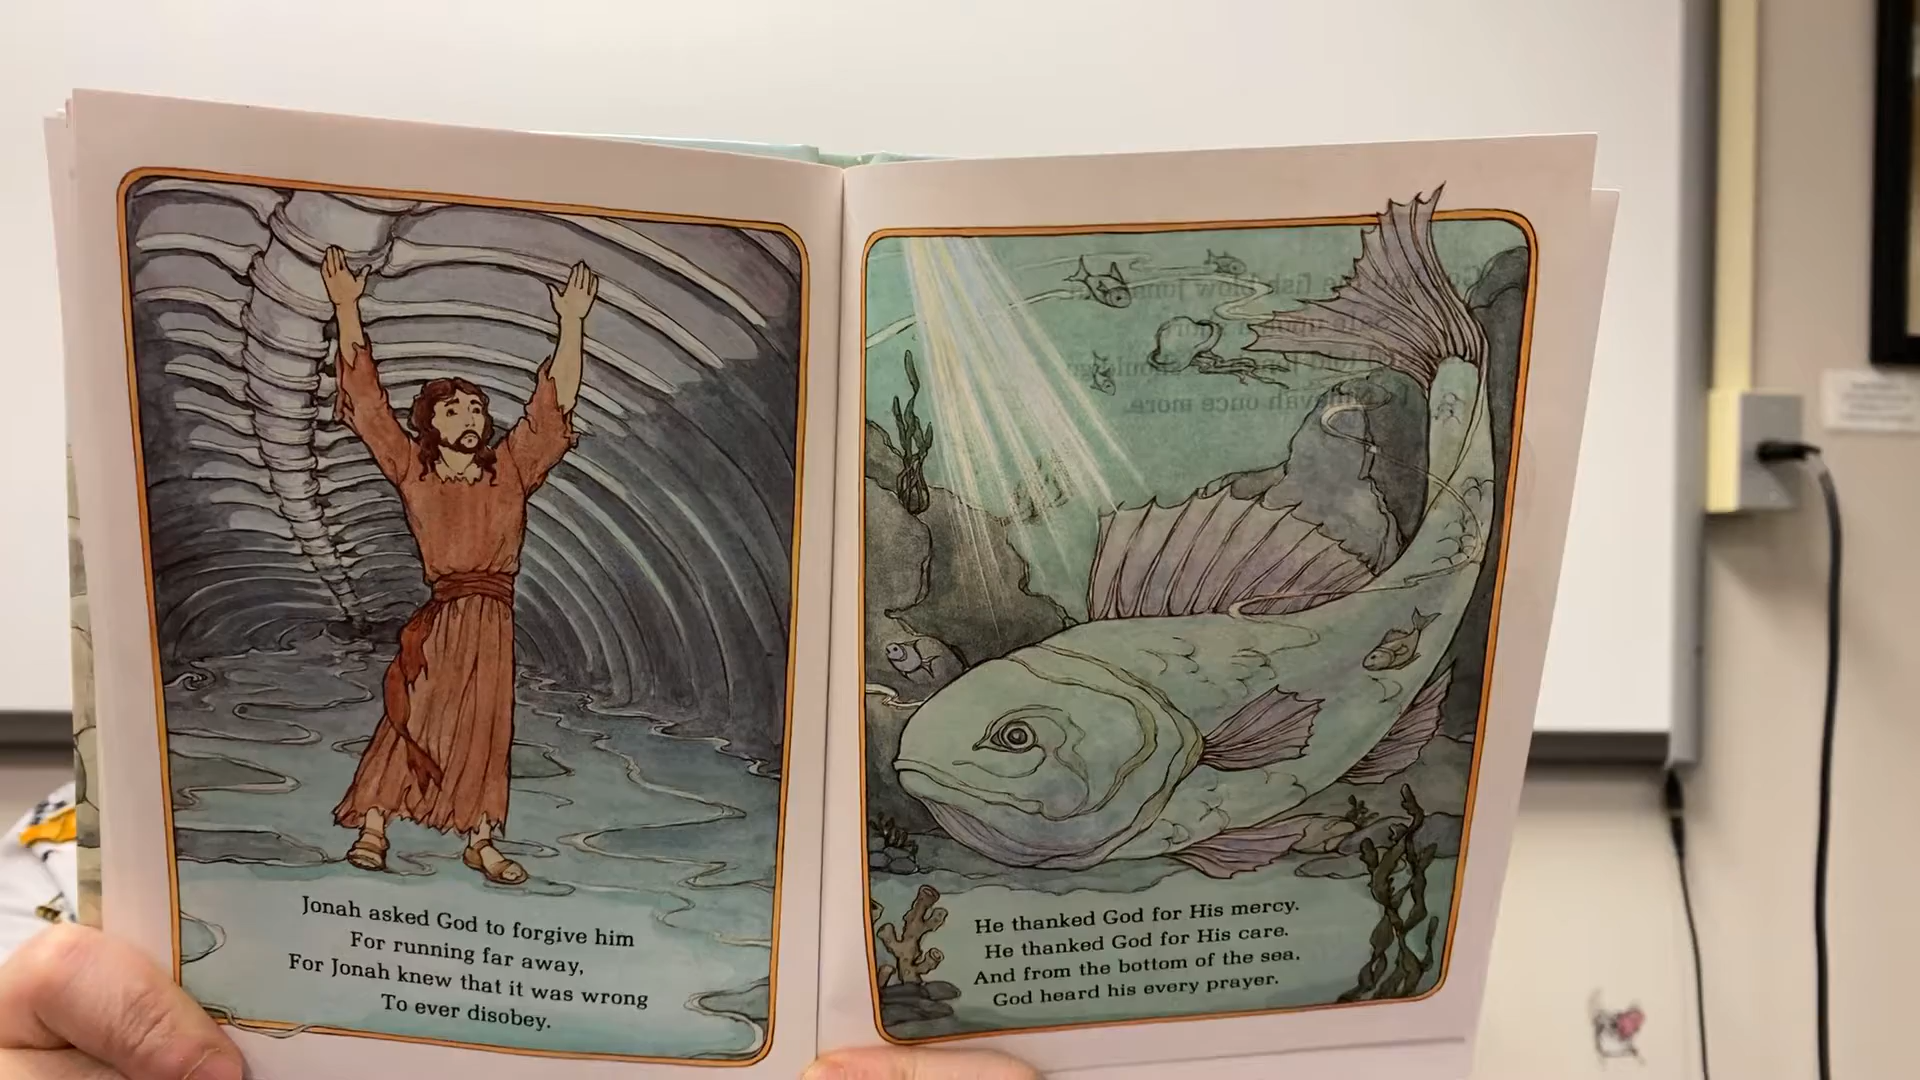 Jonah asked God to forgive him
For running far away,
For Jonah knew that it was wrong
To ever disobey.
He thanked God for His mercy.
He thanked God for His care.
And from the bottom of the sea,
God heard his every prayer.